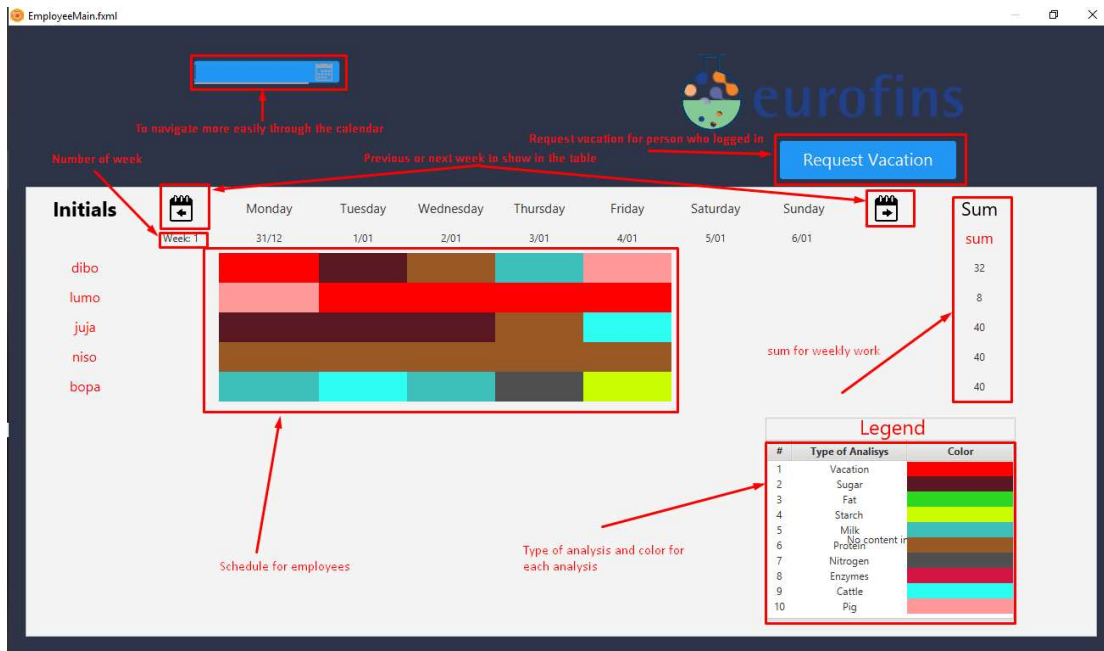 EmployeeMain.fxml
eurofins
To navigate more easily through the calendar
Request vacation for person who logged in
Number of week
Previous or next week to show in the table
Request Vacation
Initials Monday Tuesday Wednesday Thursday Friday Saturday Sunday Sum
Week: 1 31/12 1/01 2/01 3/01 4/01 5/01 6/01 sum
dibo 32
lumo 8
juja 40
niso 40
bopa 40
sum for weekly work
Legend
# Type of Analisys Color
1 Vacation
2 Sugar
3 Fat
4 Starch
5 Milk
No content in
6 Protein
7 Nitrogen
8 Enzymes
9 Cattle
10 Pig
Type of analysis and color for
each analysis
Schedule for employees